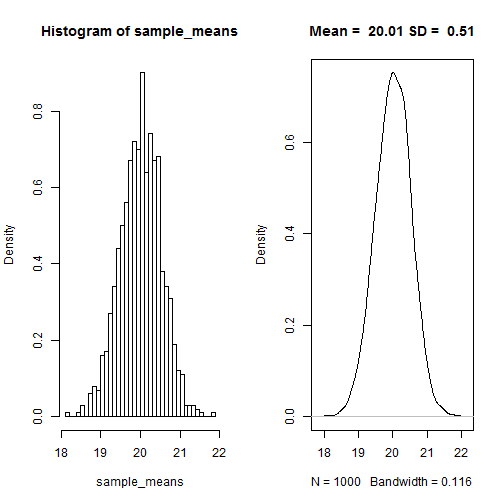 Histogram of sample_means
Density
0.0 0.2 0.4 0.6 0.8
18 19 20 21 22
sample_means
Mean = 20.01 SD = 0.51
Density
0.0 0.2 0.4 0.6
18 19 20 21 22
N = 1000 Bandwidth = 0.116